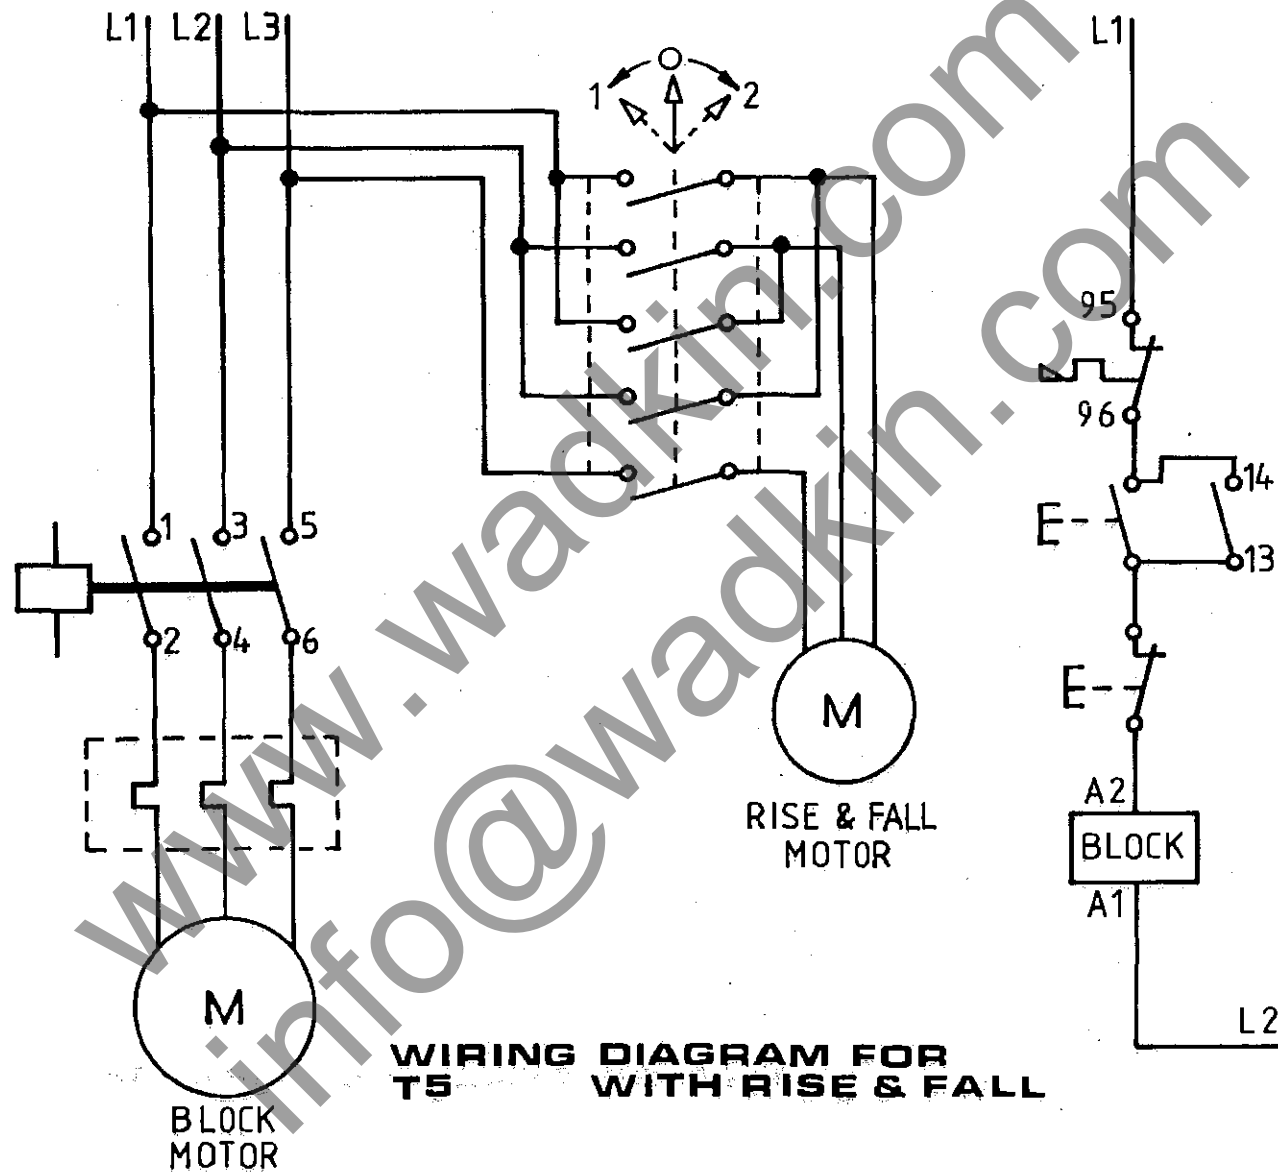 L1 L2 L3
L1
1 2
95
96
14
13
1 3 5
2 4 6
M
RISE & FALL
MOTOR
A2
BLOCK
A1
L2
M
BLOCK
MOTOR
WIRING DIAGRAM FOR
T5 WITH RISE & FALL
www.wadkin.com
info@wadkin.com